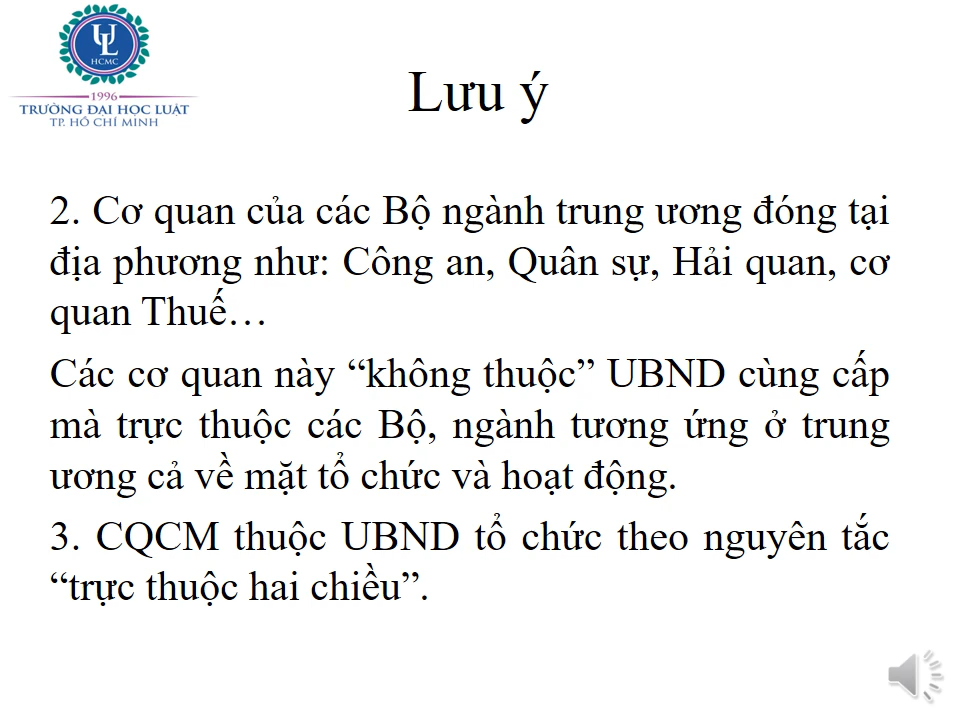 UL
HCMC
1996
TRƯỜNG ĐẠI HỌC LUẬT
TP. HỒ CHÍ MINH
Lưu ý
2. Cơ quan của các Bộ ngành trung ương đóng tại
địa phương như: Công an, Quân sự, Hải quan, cơ
quan Thuế…
Các cơ quan này “không thuộc” UBND cùng cấp
mà trực thuộc các Bộ, ngành tương ứng ở trung
ương cả về mặt tổ chức và hoạt động.
3. CQCM thuộc UBND tổ chức theo nguyên tắc
“trực thuộc hai chiều”.